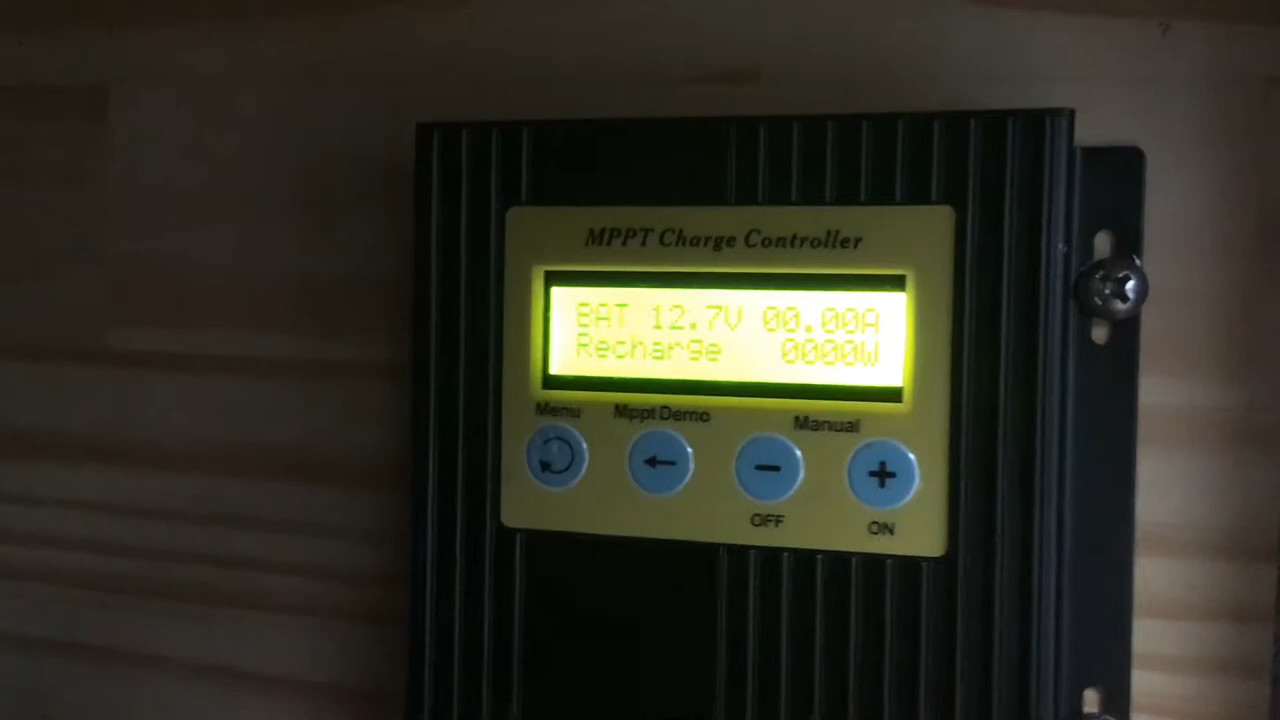 MPPT Charge Controller
BAT 12.7V 00.00A
Recharge 0000W
Menu Mppt Demo Manual
OFF ON